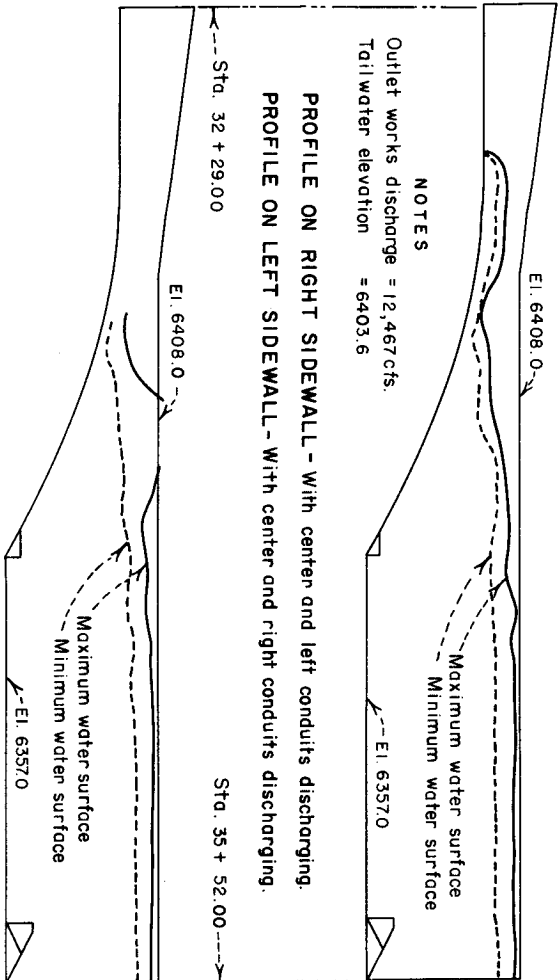 El. 6408.0
Maximum water surface
Minimum water surface
El. 6357.0
NOTES
Outlet works discharge = 12,467 cfs.
Tailwater elevation = 6403.6
PROFILE ON RIGHT SIDEWALL - With center and left conduits discharging.
PROFILE ON LEFT SIDEWALL - With center and right conduits discharging.
Sta. 32 + 29.00
Sta. 35 + 52.00
El. 6408.0
Maximum water surface
Minimum water surface
El. 6357.0